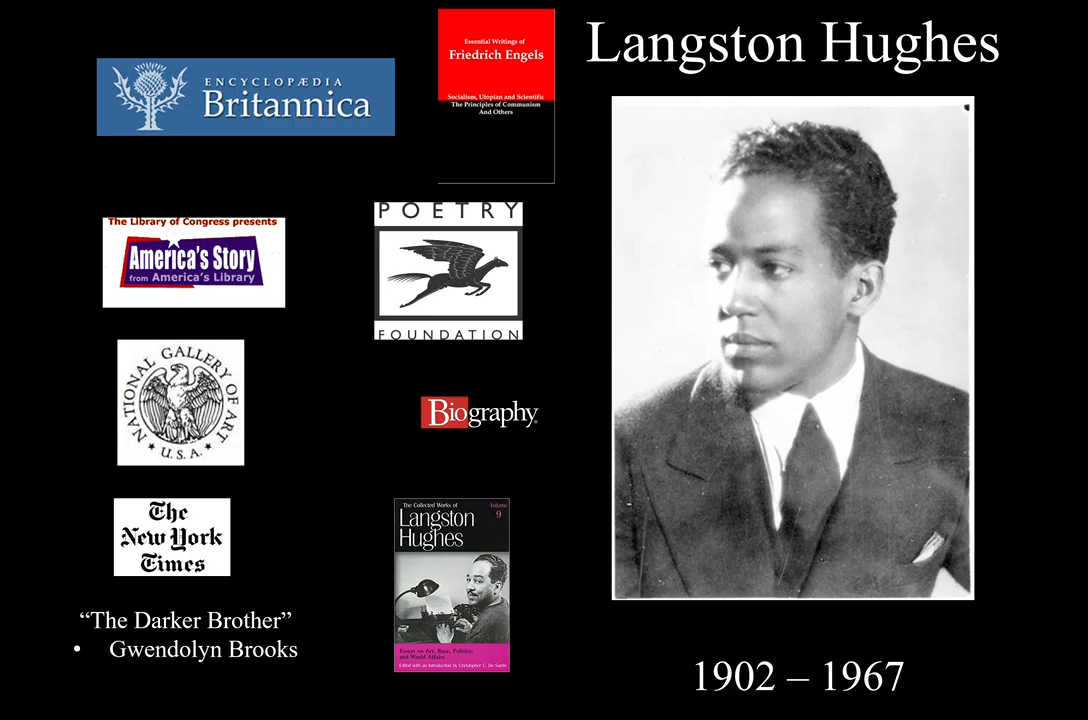 Langston Hughes
ENCYCLOPÆDIA
Britannica
Essential Writings of
Friedrich Engels
Socialism, Utopian and Scientific
The Principles of Communism
And Others
The Library of Congress presents
America's Story
from America's Library
POETRY
FOUNDATION
NATIONAL GALLERY OF ART
U.S.A.
Biography
The
New York
Times
The Collected Works of
Volume
9
Langston
Hughes
Essays on Art, Race, Politics,
and World Affairs
Edited with an Introduction by Christopher C. De Santis
“The Darker Brother”
• Gwendolyn Brooks
1902 – 1967